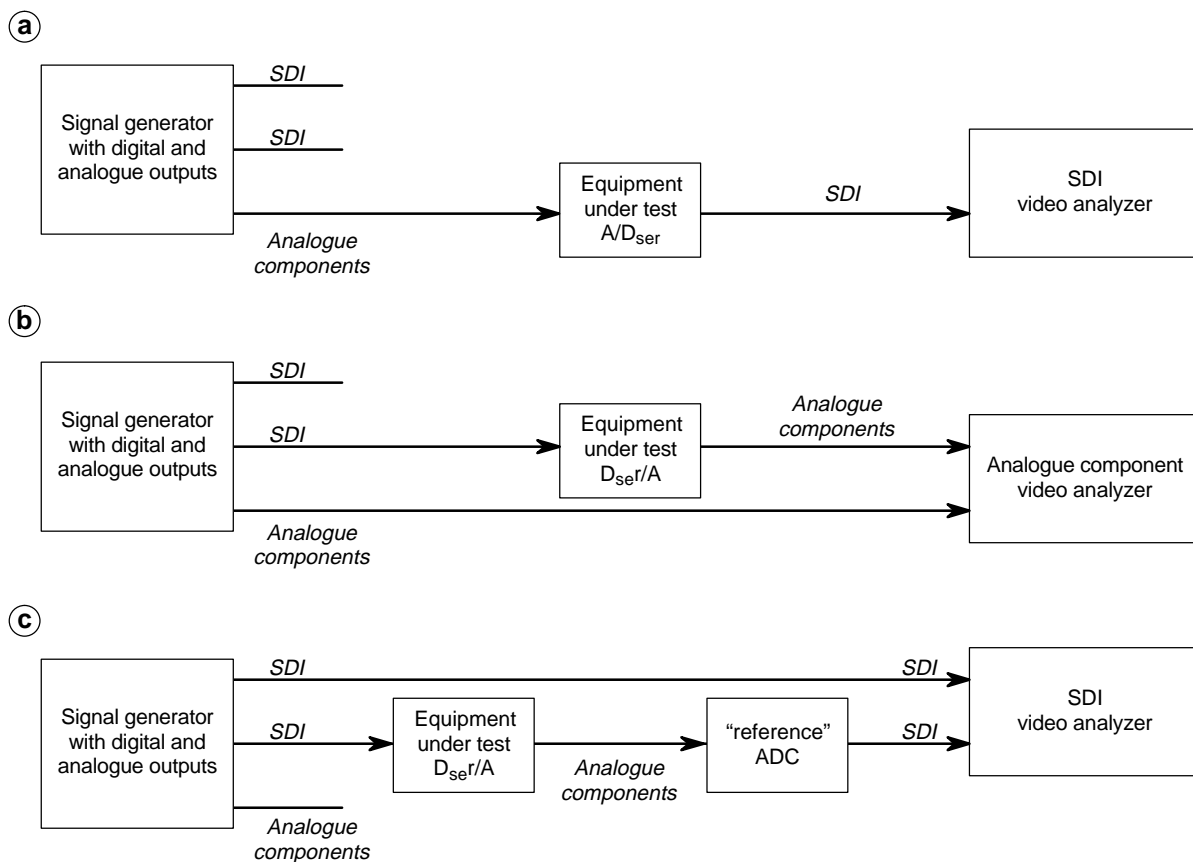 a
SDI
SDI
Signal generator
with digital and
analogue outputs
Analogue
components
Equipment
under test
A/Dser
SDI
SDI
video analyzer
b
SDI
SDI
Signal generator
with digital and
analogue outputs
Analogue
components
Equipment
under test
Dser/A
Analogue
components
Analogue component
video analyzer
c
SDI
SDI
Signal generator
with digital and
analogue outputs
SDI
Equipment
under test
Dser/A
Analogue
components
“reference”
ADC
SDI
SDI
video analyzer
Analogue
components